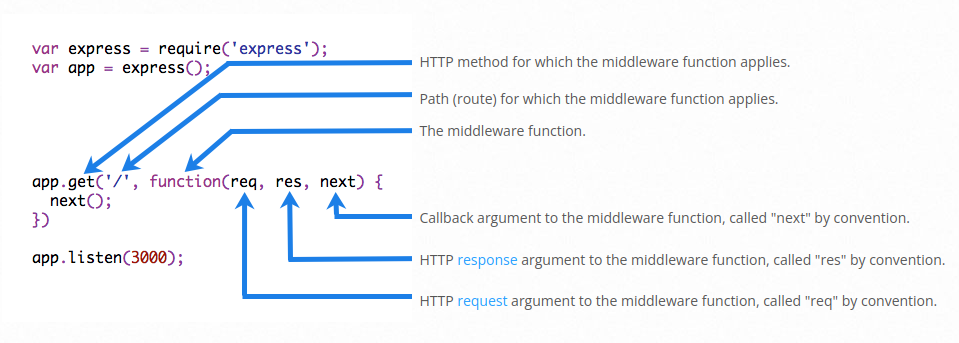 var express = require('express');
var app = express();
HTTP method for which the middleware function applies.
Path (route) for which the middleware function applies.
The middleware function.
app.get('/', function(req, res, next) {
next();
})
Callback argument to the middleware function, called "next" by convention.
app.listen(3000);
HTTP response argument to the middleware function, called "res" by convention.
HTTP request argument to the middleware function, called "req" by convention.